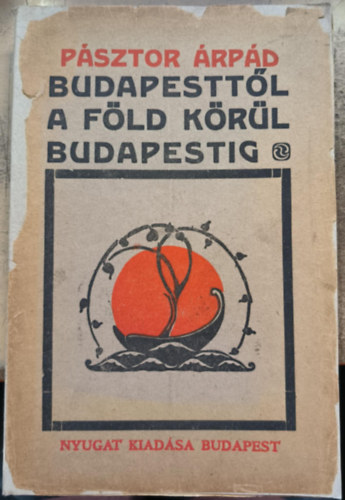 PÁSZTOR ÁRPÁD
BUDAPESTTŐL
A FÖLD KÖRÜL
BUDAPESTIG
NYUGAT KIADÁSA BUDAPEST